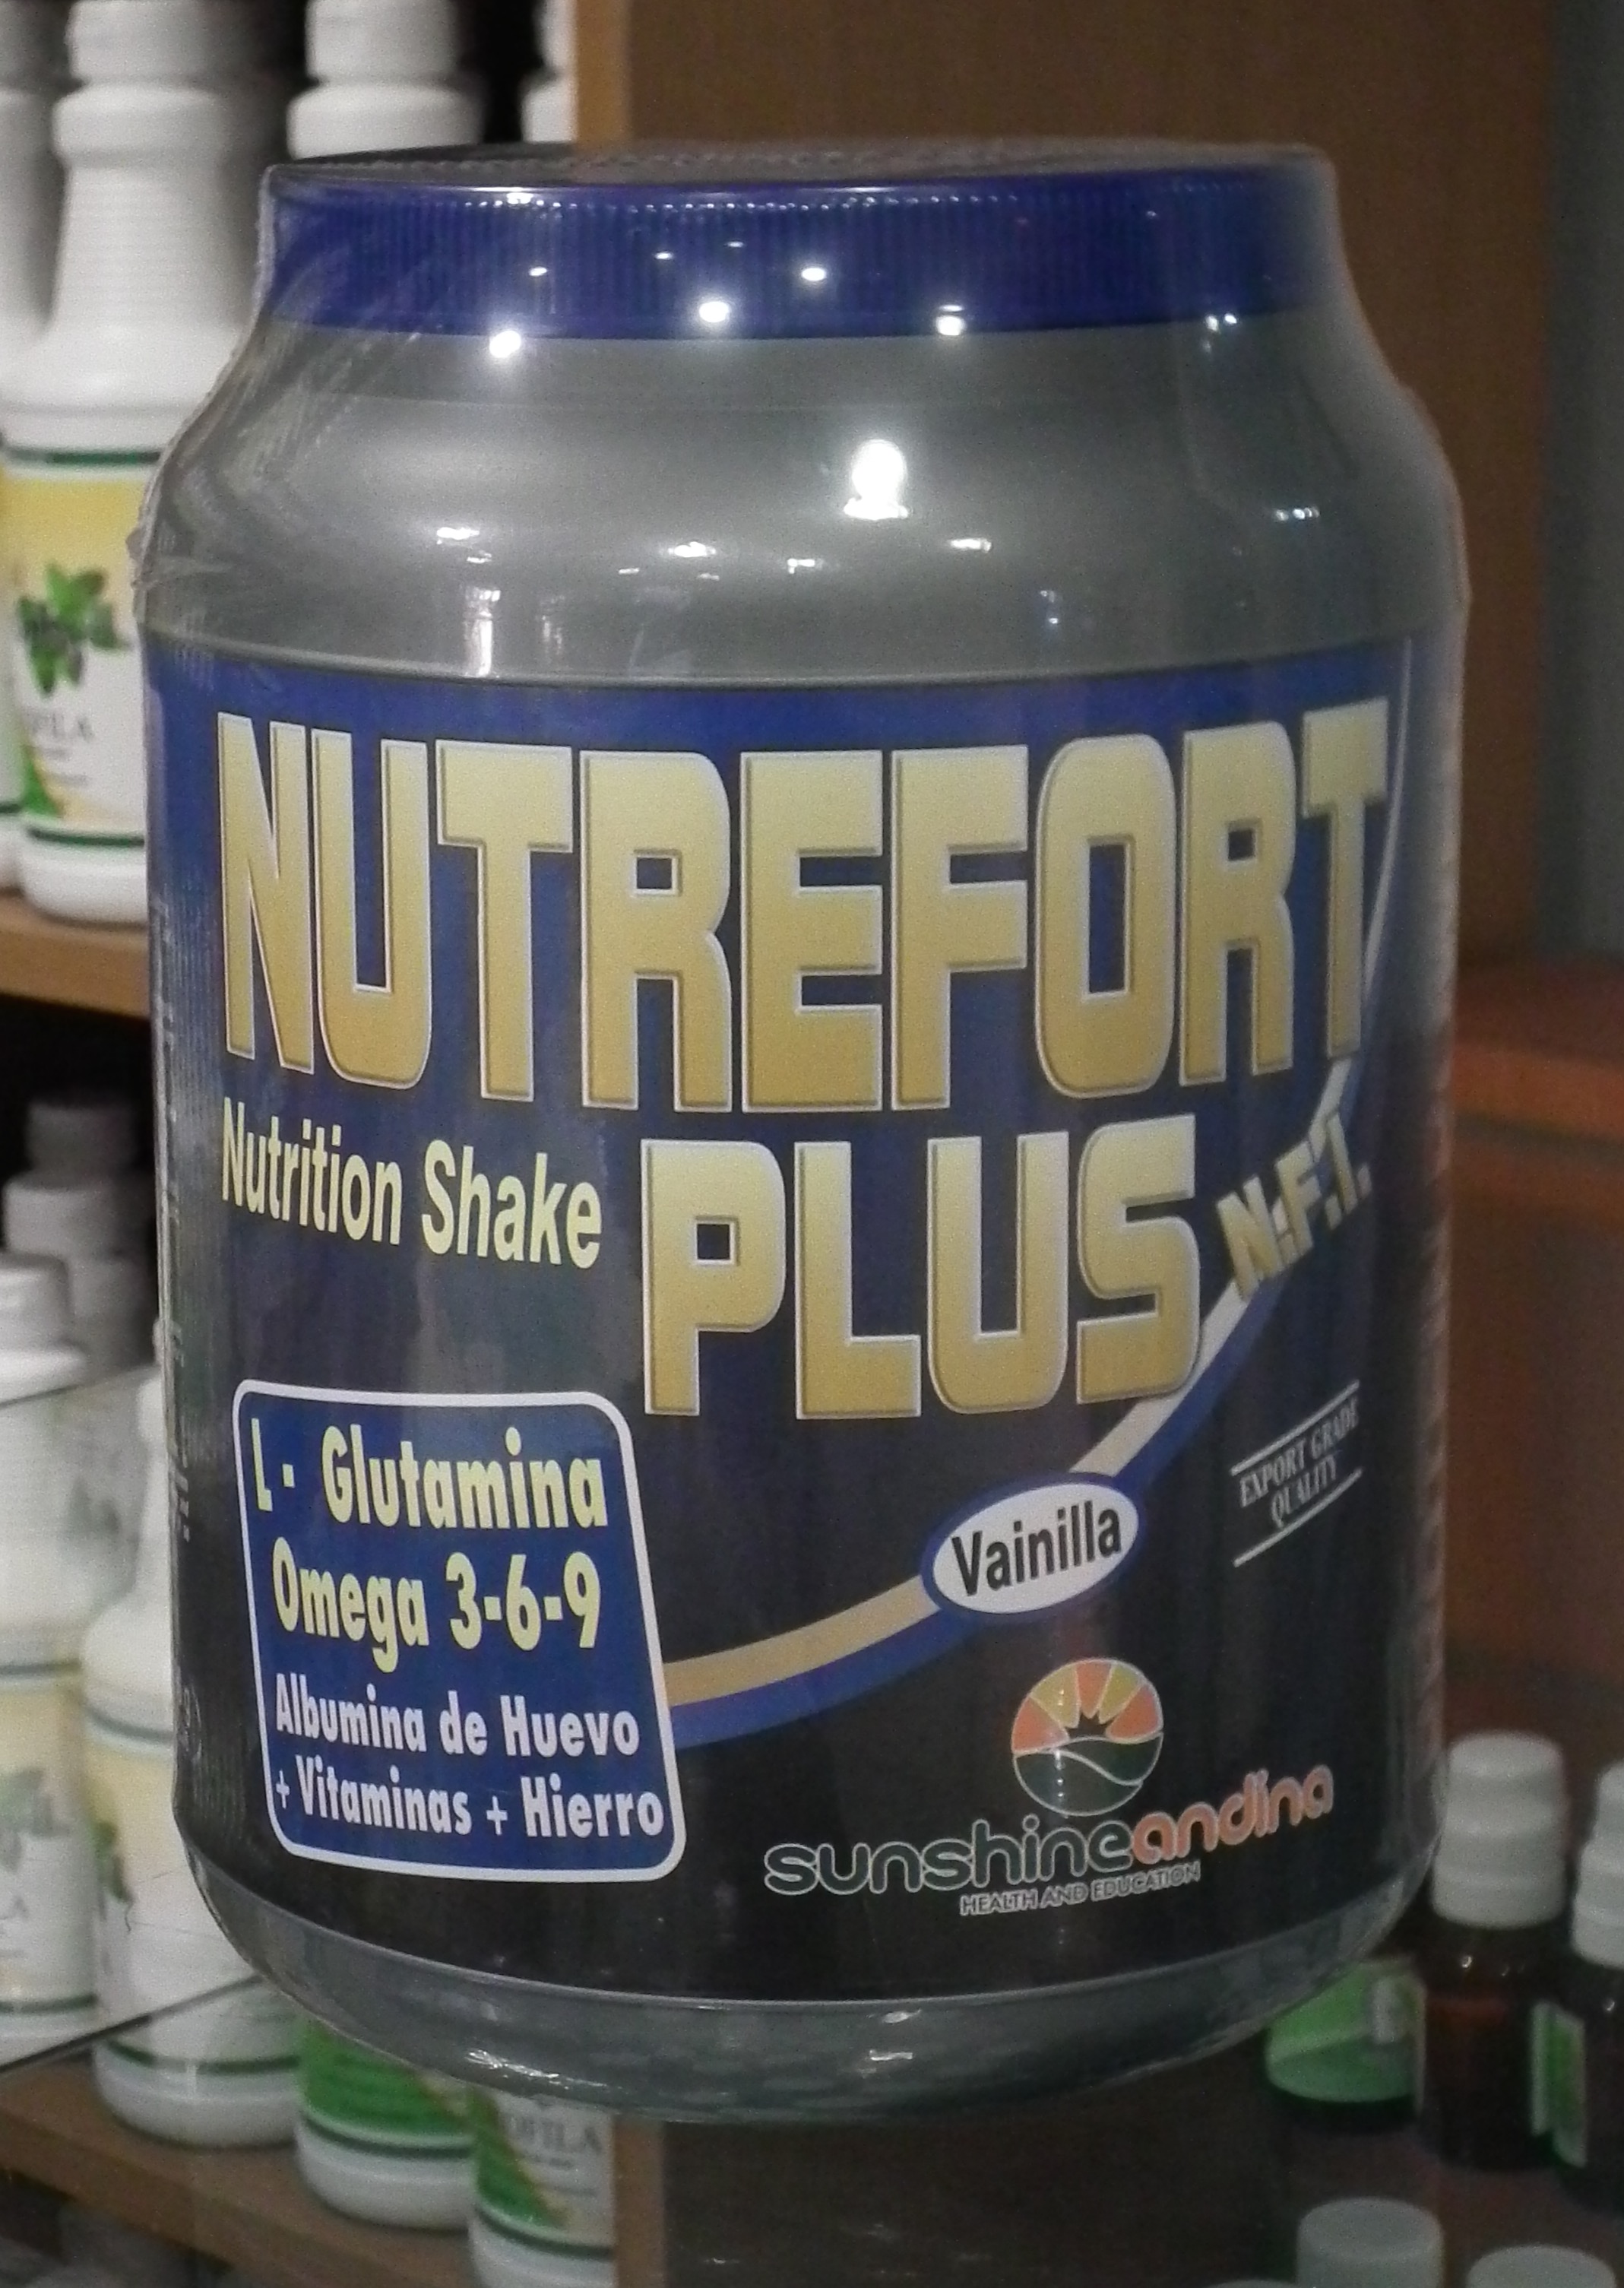 NUTREFORT
Nutrition Shake
PLUS
N.F.T.
L - Glutamina
Omega 3-6-9
Albumina de Huevo
+ Vitaminas + Hierro
Vainilla
EXPORT GRADE
QUALITY
sunshineandina
HEALTH AND EDUCATION